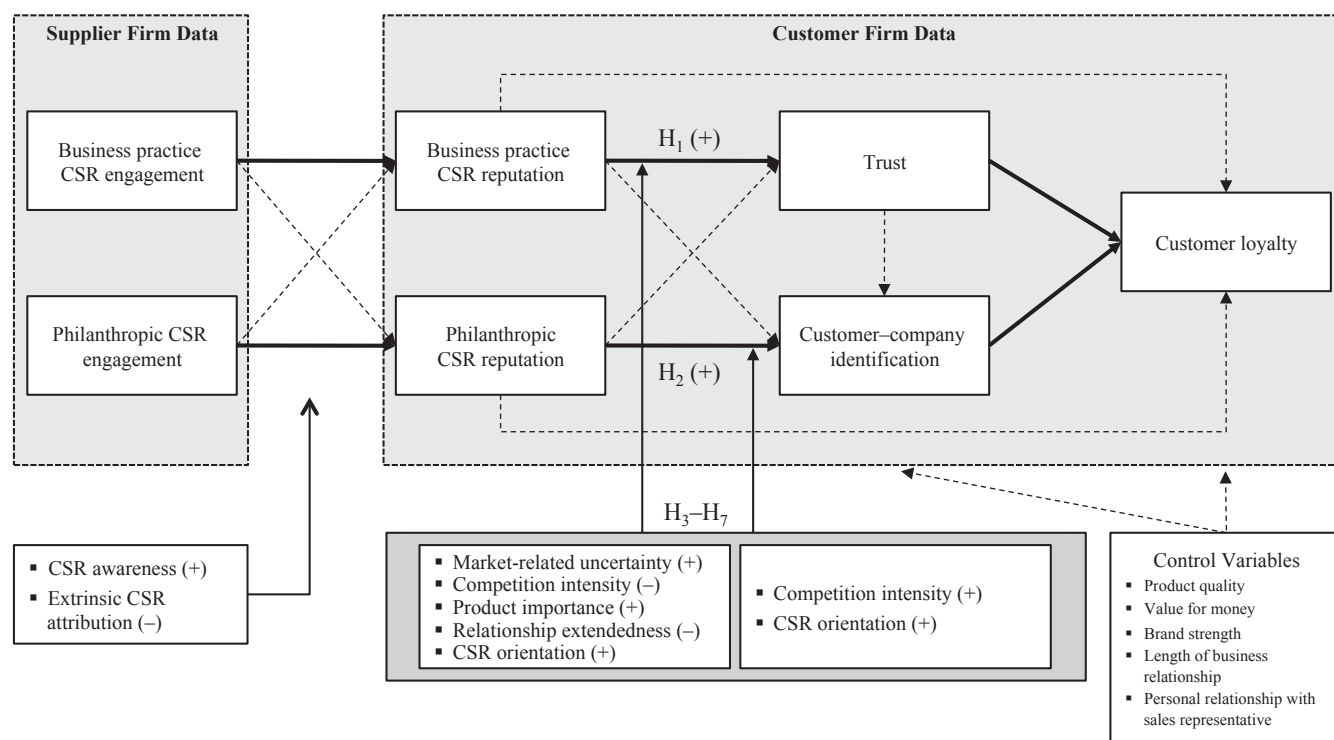 Supplier Firm Data
Customer Firm Data
Business practice
CSR engagement
Business practice
CSR reputation
H₁ (+)
Trust
Customer loyalty
Philanthropic CSR
engagement
Philanthropic
CSR reputation
H₂ (+)
Customer–company
identification
H₃–H₇
▪ CSR awareness (+)
▪ Extrinsic CSR
attribution (–)
▪ Market-related uncertainty (+)
▪ Competition intensity (–)
▪ Product importance (+)
▪ Relationship extendedness (–)
▪ CSR orientation (+)
▪ Competition intensity (+)
▪ CSR orientation (+)
Control Variables
▪ Product quality
▪ Value for money
▪ Brand strength
▪ Length of business
relationship
▪ Personal relationship with
sales representative